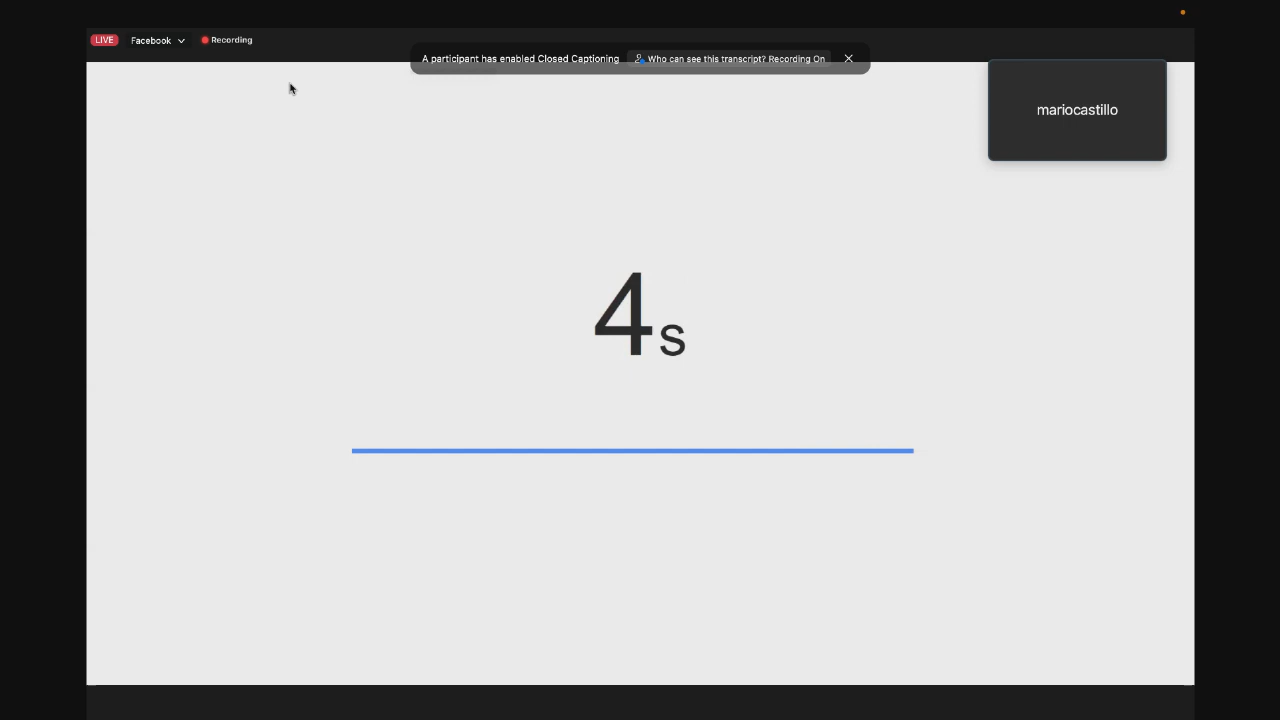 LIVE Facebook Recording
A participant has enabled Closed Captioning Who can see this transcript? Recording On
mariocastillo
4s